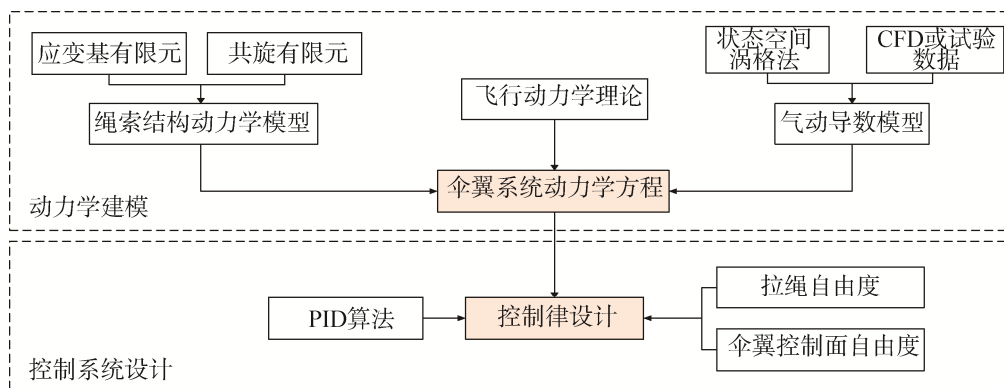 应变基有限元
共旋有限元
状态空间
涡格法
CFD或试验
数据
飞行动力学理论
绳索结构动力学模型
气动导数模型
伞翼系统动力学方程
动力学建模
拉绳自由度
PID算法
控制律设计
伞翼控制面自由度
控制系统设计